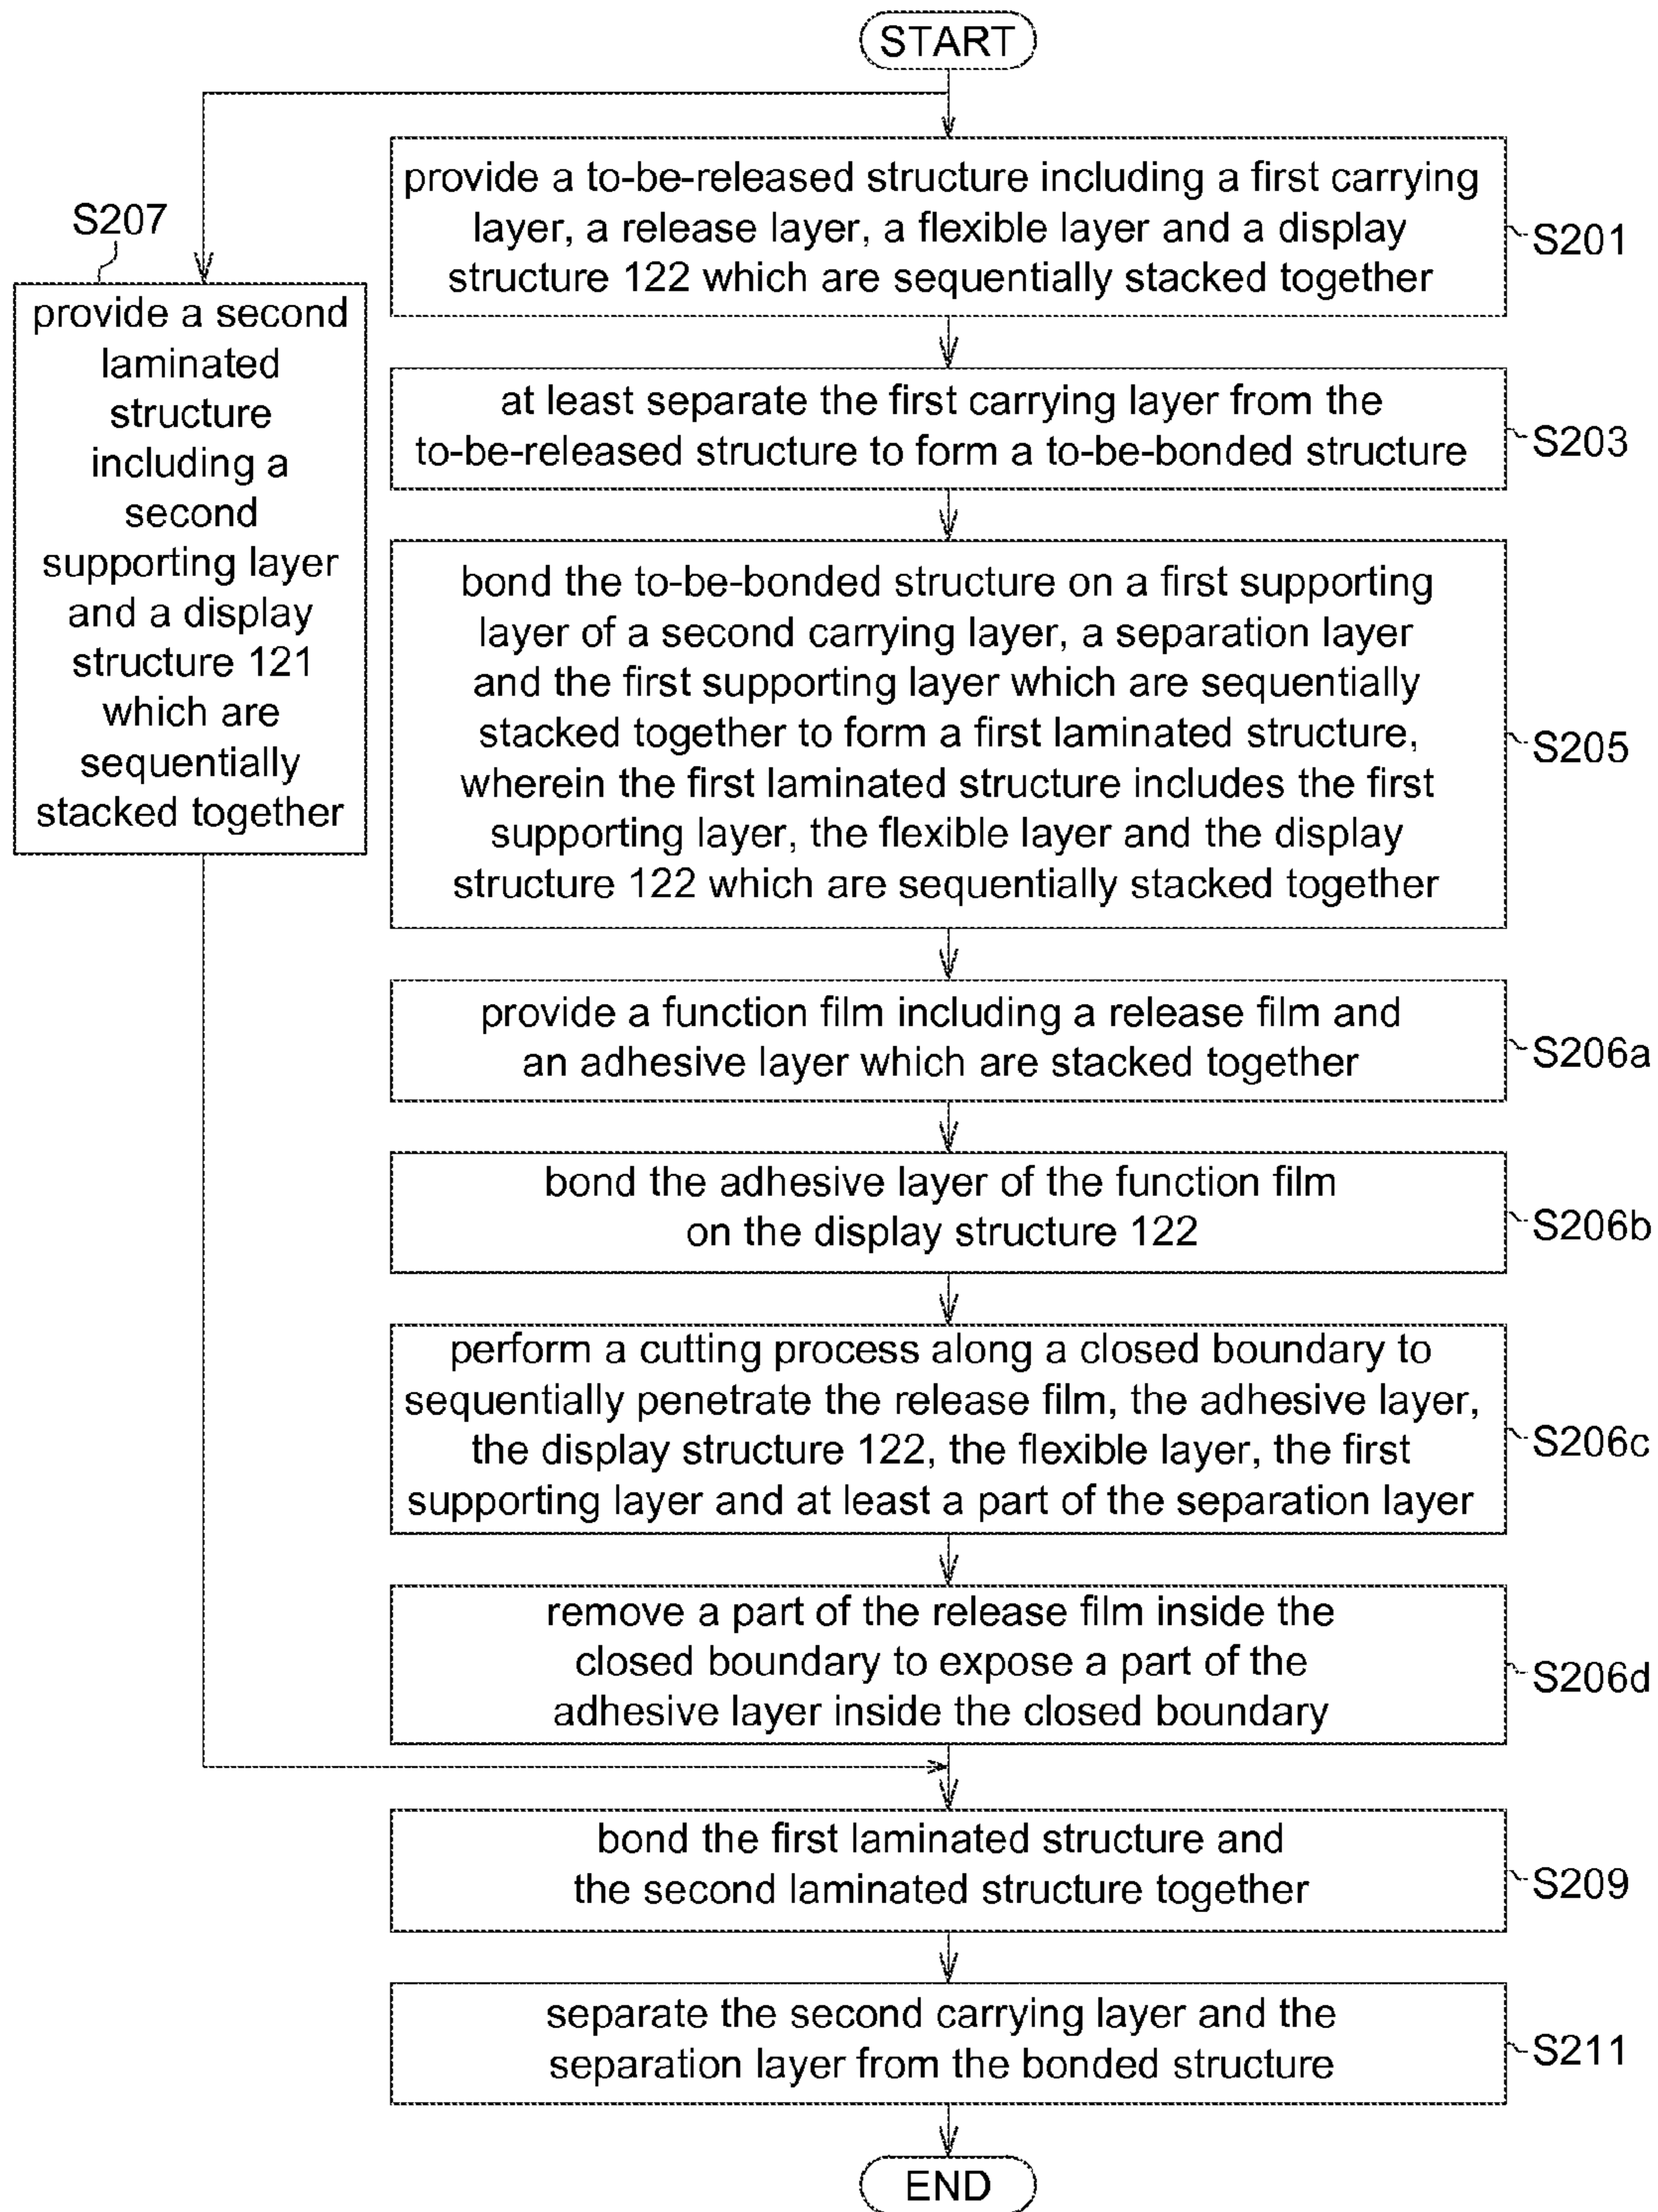 START
provide a to-be-released structure including a first carrying
layer, a release layer, a flexible layer and a display
structure 122 which are sequentially stacked together
S201
S207
provide a second
laminated
structure
including a
second
supporting layer
and a display
structure 121
which are
sequentially
stacked together
at least separate the first carrying layer from the
to-be-released structure to form a to-be-bonded structure
S203
bond the to-be-bonded structure on a first supporting
layer of a second carrying layer, a separation layer
and the first supporting layer which are sequentially
stacked together to form a first laminated structure,
wherein the first laminated structure includes the first
supporting layer, the flexible layer and the display
structure 122 which are sequentially stacked together
S205
provide a function film including a release film and
an adhesive layer which are stacked together
S206a
bond the adhesive layer of the function film
on the display structure 122
S206b
perform a cutting process along a closed boundary to
sequentially penetrate the release film, the adhesive layer,
the display structure 122, the flexible layer, the first
supporting layer and at least a part of the separation layer
S206c
remove a part of the release film inside the
closed boundary to expose a part of the
adhesive layer inside the closed boundary
S206d
bond the first laminated structure and
the second laminated structure together
S209
separate the second carrying layer and the
separation layer from the bonded structure
S211
END